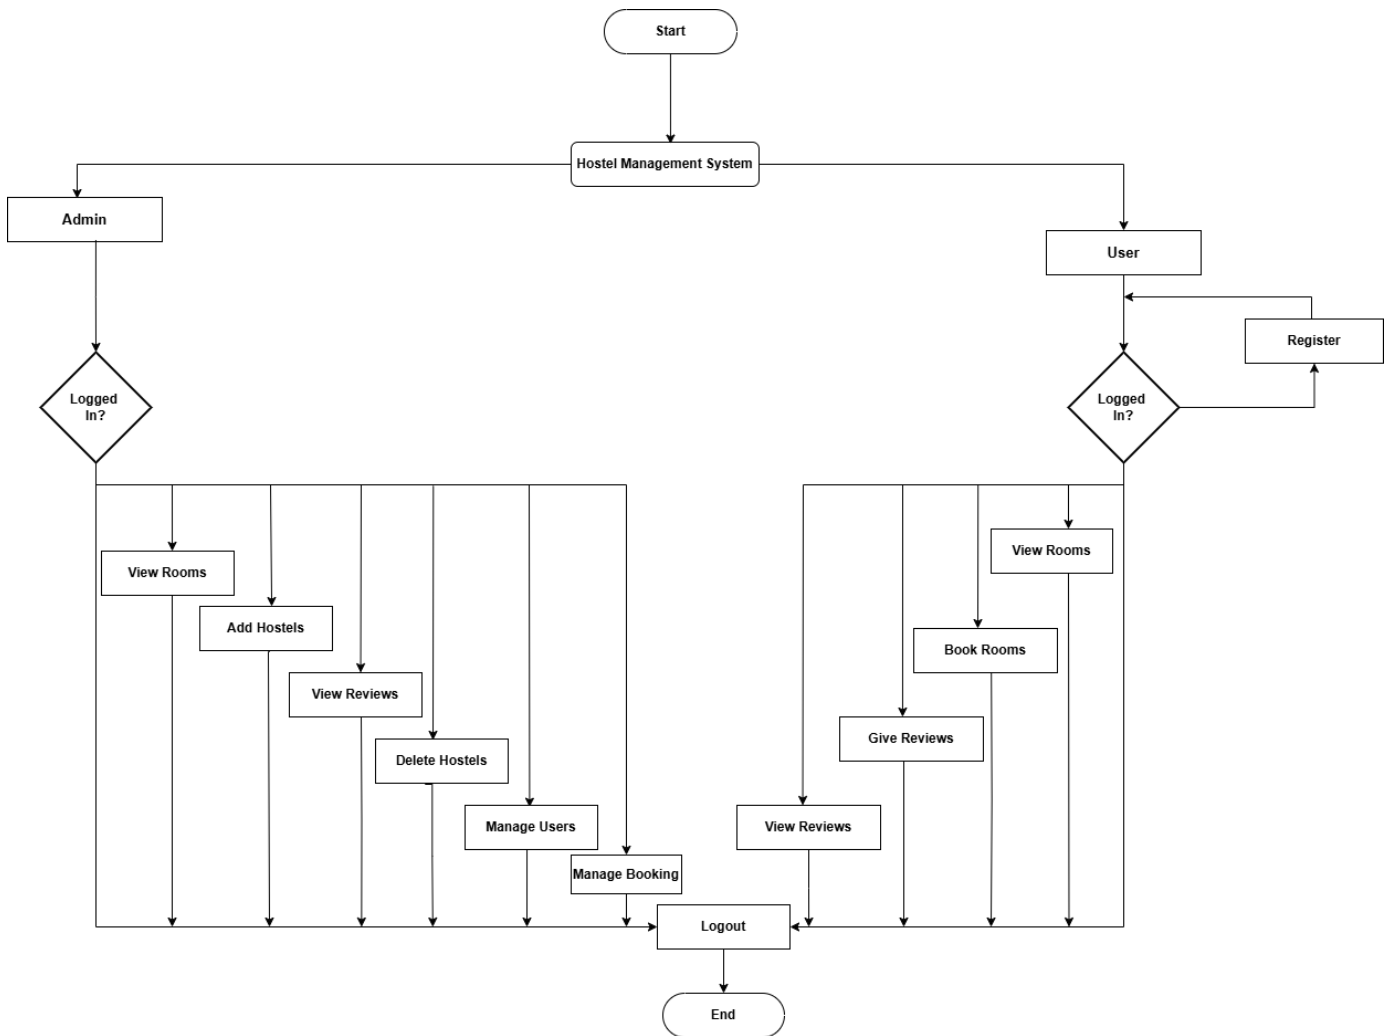 Start
Hostel Management System
Admin
User
Register
Logged
In?
Logged
In?
View Rooms
View Rooms
Add Hostels
Book Rooms
View Reviews
Give Reviews
Delete Hostels
Manage Users
View Reviews
Manage Booking
Logout
End